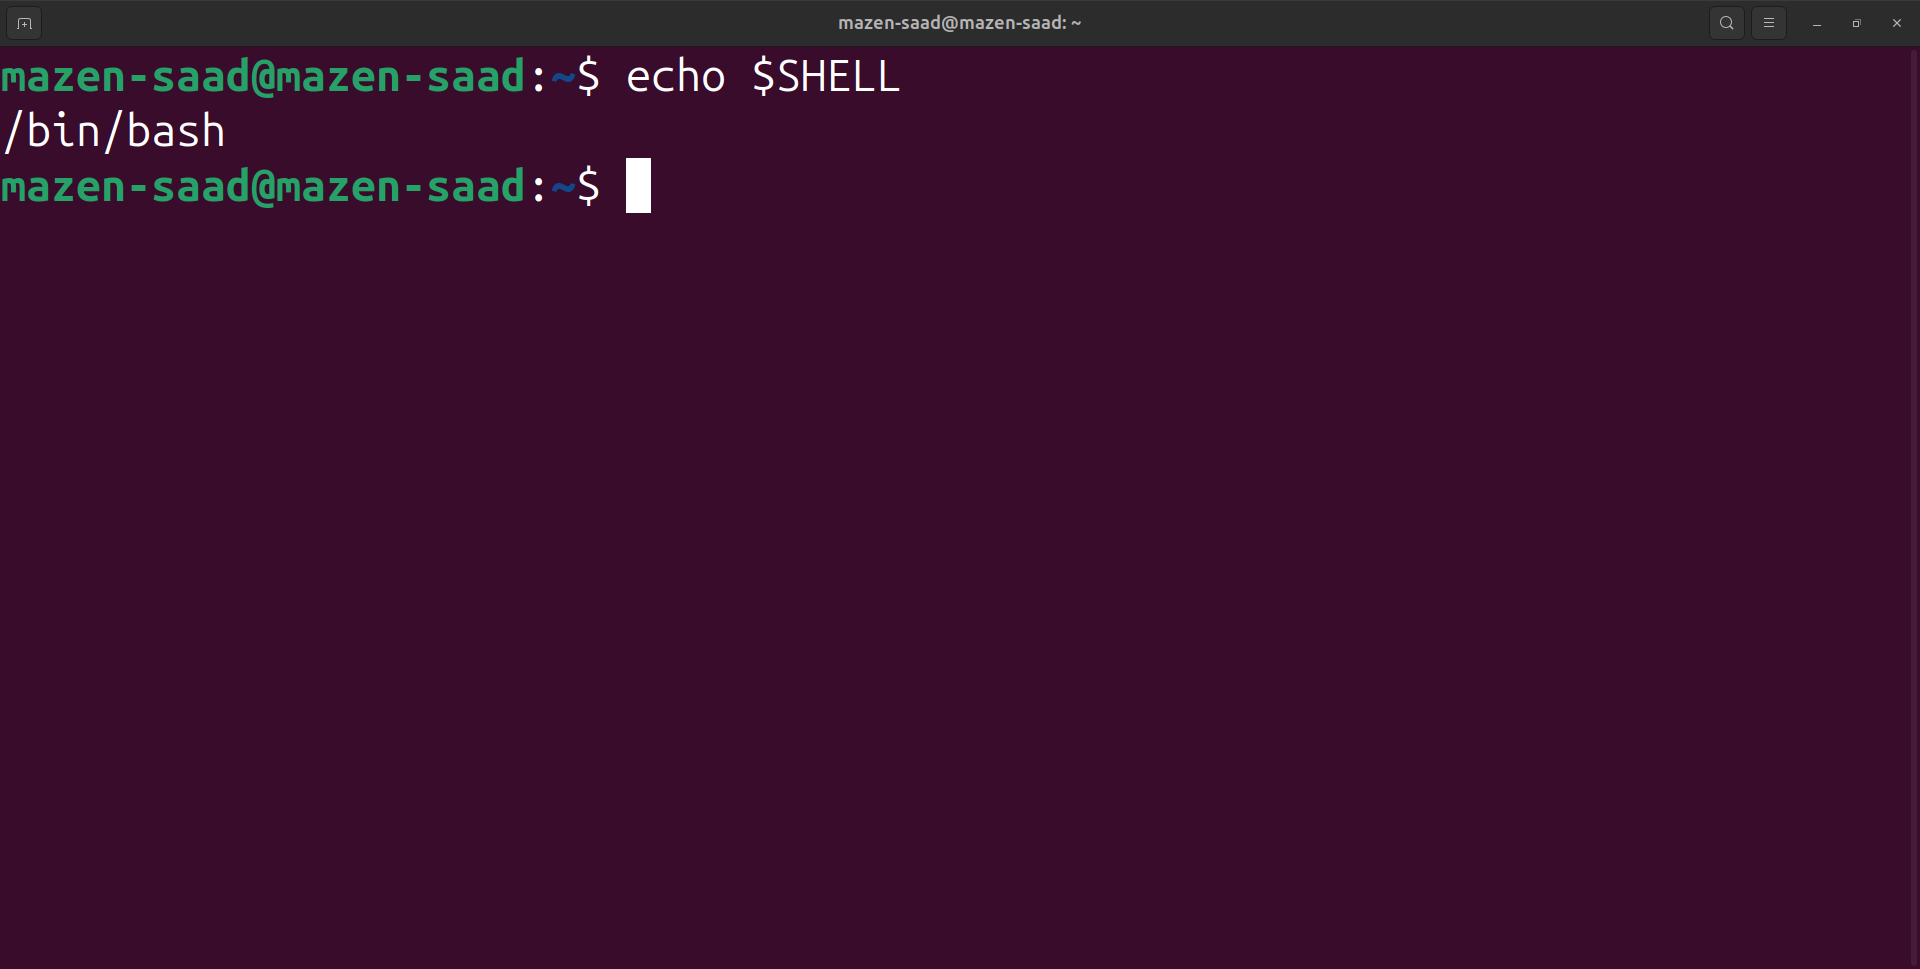 mazen-saad@mazen-saad: ~
mazen-saad@mazen-saad:~$ echo $SHELL
/bin/bash
mazen-saad@mazen-saad:~$